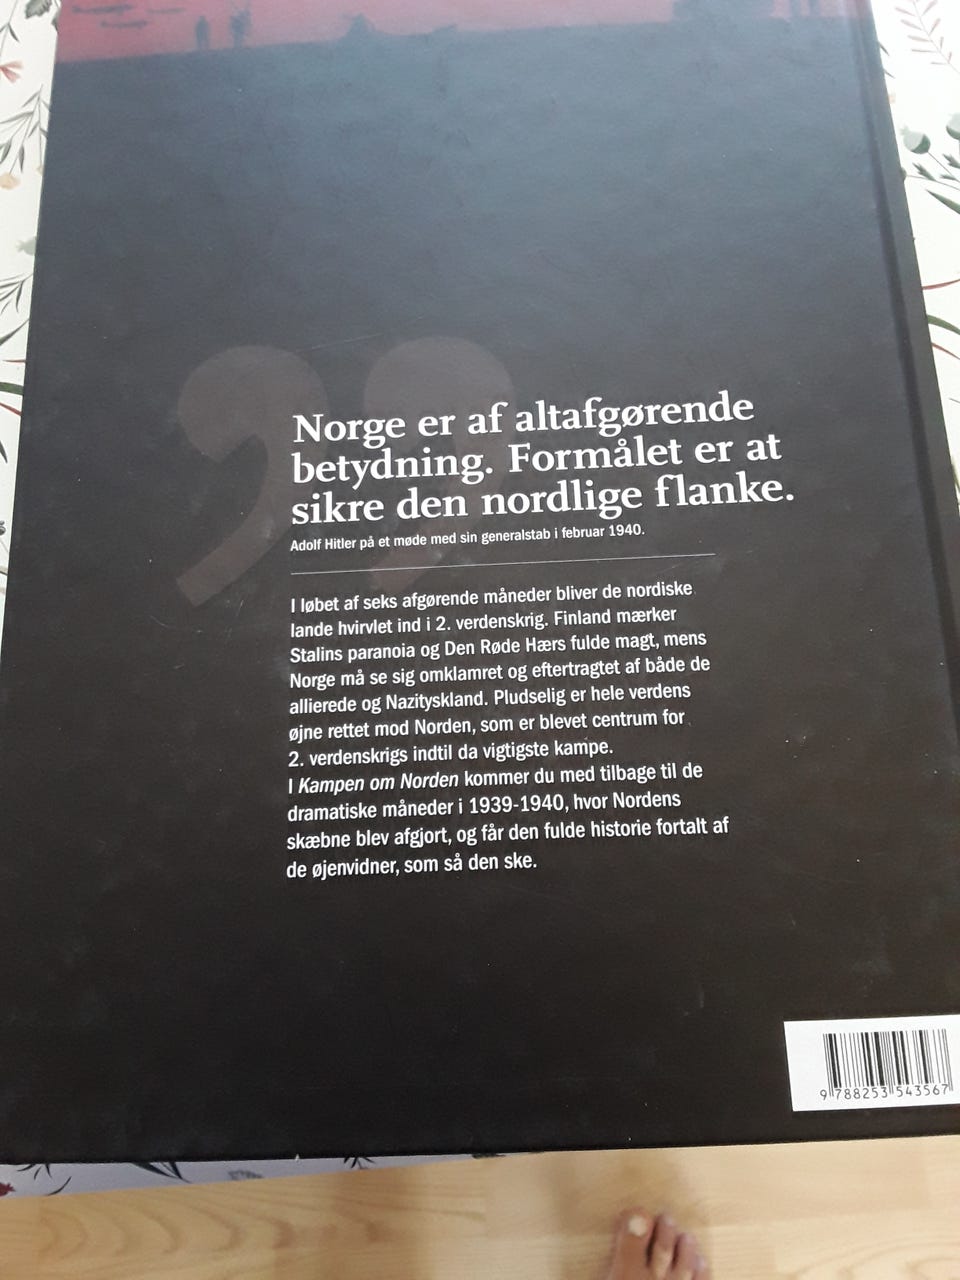 Norge er af altafgørende
betydning. Formålet er at
sikre den nordlige flanke.
Adolf Hitler på et møde med sin generalstab i februar 1940.
I løbet af seks afgørende måneder bliver de nordiske
lande hvirvlet ind i 2. verdenskrig. Finland mærker
Stalins paranoia og Den Røde Hærs fulde magt, mens
Norge må se sig omklamret og eftertragtet af både de
allierede og Nazityskland. Pludselig er hele verdens
øjne rettet mod Norden, som er blevet centrum for
2. verdenskrigs indtil da vigtigste kampe.
I Kampen om Norden kommer du med tilbage til de
dramatiske måneder i 1939-1940, hvor Nordens
skæbne blev afgjort, og får den fulde historie fortalt af
de øjenvidner, som så den ske.
9 788253 543567